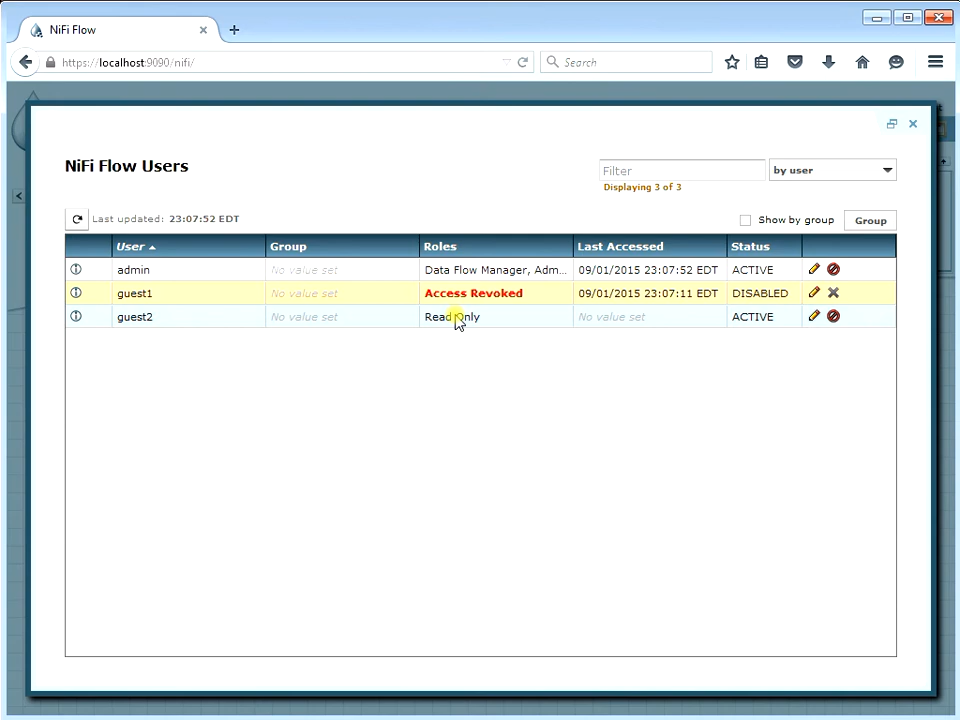 NiFi Flow
https://localhost:9090/nifi/
Search
NiFi Flow Users
Filter
by user
Displaying 3 of 3
Last updated: 23:07:52 EDT
Show by group
Group
User Group Roles Last Accessed Status
admin No value set Data Flow Manager, Adm... 09/01/2015 23:07:52 EDT ACTIVE
guest1 No value set Access Revoked 09/01/2015 23:07:11 EDT DISABLED
guest2 No value set Read Only No value set ACTIVE